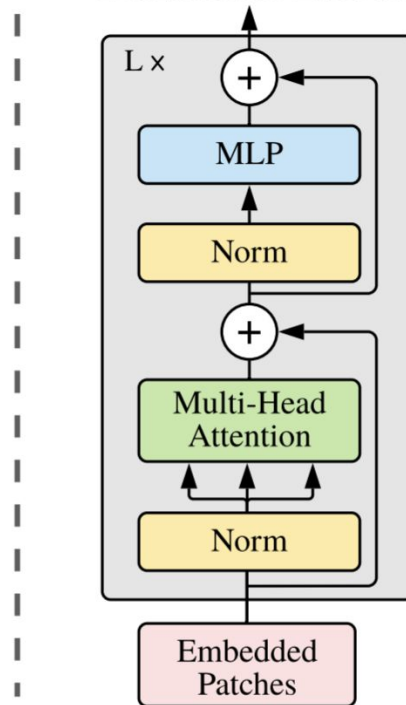 L ×
+
MLP
Norm
+
Multi-Head
Attention
Norm
Embedded
Patches